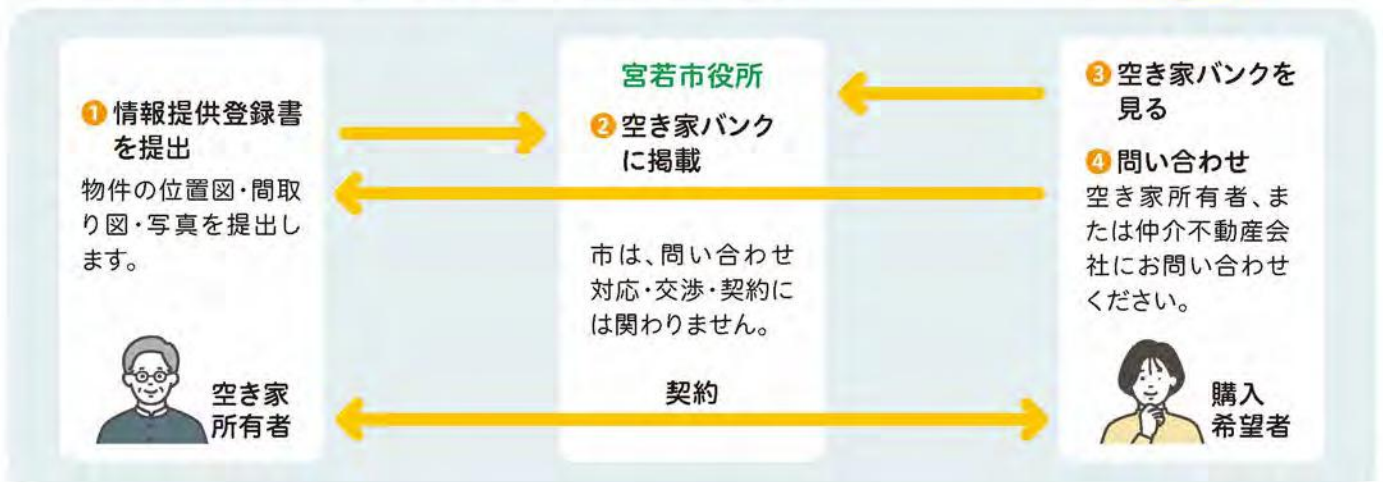 ❶情報提供登録書
を提出
物件の位置図・間取
り図・写真を提出し
ます。
空き家
所有者
宮若市役所
❷空き家バンク
に掲載
市は、問い合わせ
対応・交渉・契約に
は関わりません。
契約
❸空き家バンクを
見る
❹問い合わせ
空き家所有者、ま
たは仲介不動産会
社にお問い合わせ
ください。
購入
希望者